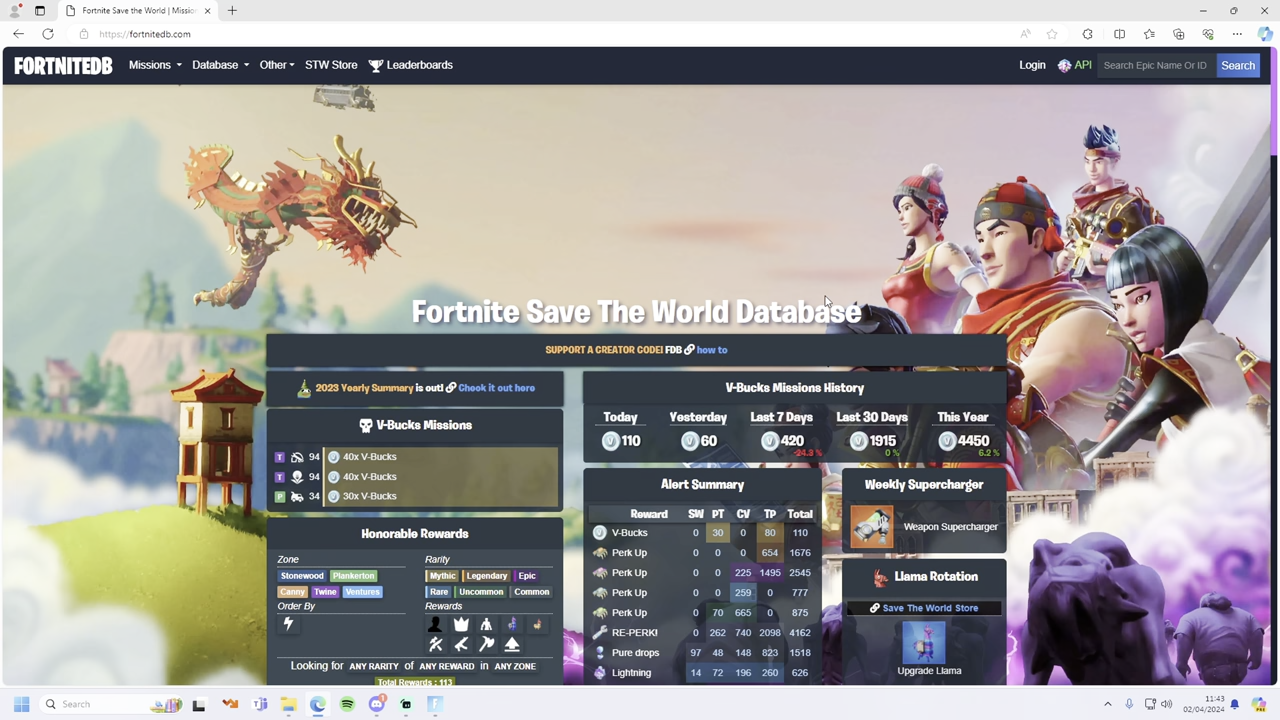 Fortnite Save the World | Mission
https://fortnitedb.com
FORTNITEDB
Missions
Database
Other
STW Store
Leaderboards
Login
API
Search Epic Name Or ID
Search
Fortnite Save The World Database
SUPPORT A CREATOR CODE! FDB how to
2023 Yearly Summary is out! Check it out here
V-Bucks Missions
T 94 40x V-Bucks
T 94 40x V-Bucks
P 34 30x V-Bucks
Honorable Rewards
Zone
Stonewood Plankerton
Canny Twine Ventures
Order By
Rarity
Mythic Legendary Epic
Rare Uncommon Common
Rewards
Looking for ANY RARITY of ANY REWARD in ANY ZONE
Total Rewards : 113
V-Bucks Missions History
Today Yesterday Last 7 Days Last 30 Days This Year
110 60 420 1915 4450
-24.3 % 0 % 6.2 %
Alert Summary
Reward SW PT CV TP Total
V-Bucks 0 30 0 80 110
Perk Up 0 0 0 654 1676
Perk Up 0 0 225 1495 2545
Perk Up 0 0 259 0 777
Perk Up 0 70 665 0 875
RE-PERK! 0 262 740 2098 4162
Pure drops 97 48 148 823 1518
Lightning 14 72 196 260 626
Weekly Supercharger
Weapon Supercharger
Llama Rotation
Save The World Store
Upgrade Llama
Search
1
11:43
02/04/2024